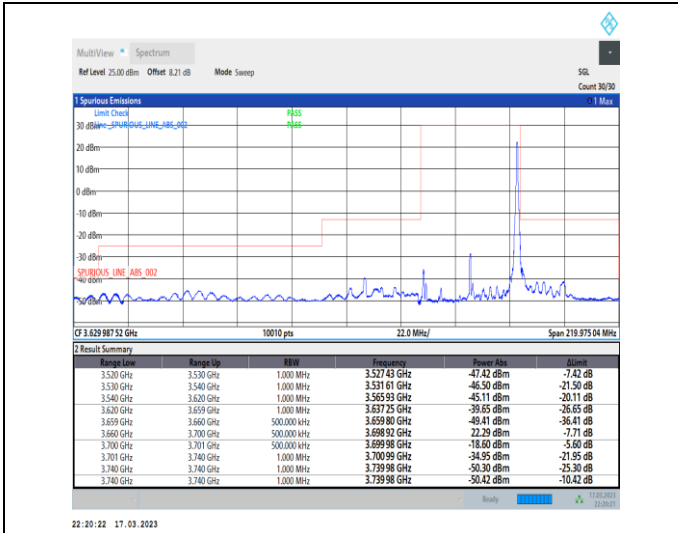 MultiView Spectrum
Ref Level 25.00 dBm Offset 8.21 dB Mode Sweep SGL
Count 30/30
1 Spurious Emissions 1 Max
Limit Check PASS
30 dBm Line _SPURIOUS_LINE_ABS_002 PASS
20 dBm
10 dBm
0 dBm
-10 dBm
-20 dBm
-30 dBm
SPURIOUS_LINE_ABS_002
-40 dBm
-50 dBm
CF 3.629 987 52 GHz 10010 pts 22.0 MHz/ Span 219.975 04 MHz
2 Result Summary
Range Low Range Up RBW Frequency Power Abs ΔLimit
3.520 GHz 3.530 GHz 1.000 MHz 3.527 43 GHz -47.42 dBm -7.42 dB
3.530 GHz 3.540 GHz 1.000 MHz 3.531 61 GHz -46.50 dBm -21.50 dB
3.540 GHz 3.620 GHz 1.000 MHz 3.565 93 GHz -45.11 dBm -20.11 dB
3.620 GHz 3.659 GHz 1.000 MHz 3.637 25 GHz -39.65 dBm -26.65 dB
3.659 GHz 3.660 GHz 500.000 kHz 3.659 80 GHz -49.41 dBm -36.41 dB
3.660 GHz 3.700 GHz 500.000 kHz 3.698 92 GHz 22.29 dBm -7.71 dB
3.700 GHz 3.701 GHz 500.000 kHz 3.699 98 GHz -18.60 dBm -5.60 dB
3.701 GHz 3.740 GHz 1.000 MHz 3.700 99 GHz -34.95 dBm -21.95 dB
3.740 GHz 3.740 GHz 1.000 MHz 3.739 98 GHz -50.30 dBm -25.30 dB
3.740 GHz 3.740 GHz 1.000 MHz 3.739 98 GHz -50.42 dBm -10.42 dB
Ready 17.03.2023
22:20:21
22:20:22 17.03.2023